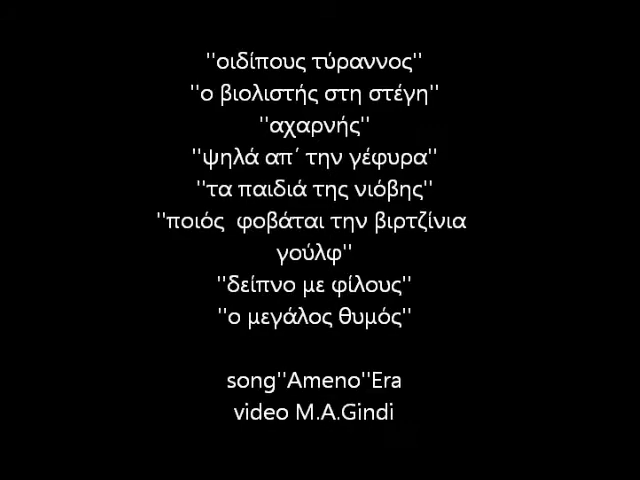 "οιδίπους τύραννος"
"ο βιολιστής στη στέγη"
"αχαρνής"
"ψηλά απ΄ την γέφυρα"
"τα παιδιά της νιόβης"
"ποιός  φοβάται την βιρτζίνια
γούλφ"
"δείπνο με φίλους"
"ο μεγάλος θυμός"
song"Ameno"Era
video M.A.Gindi